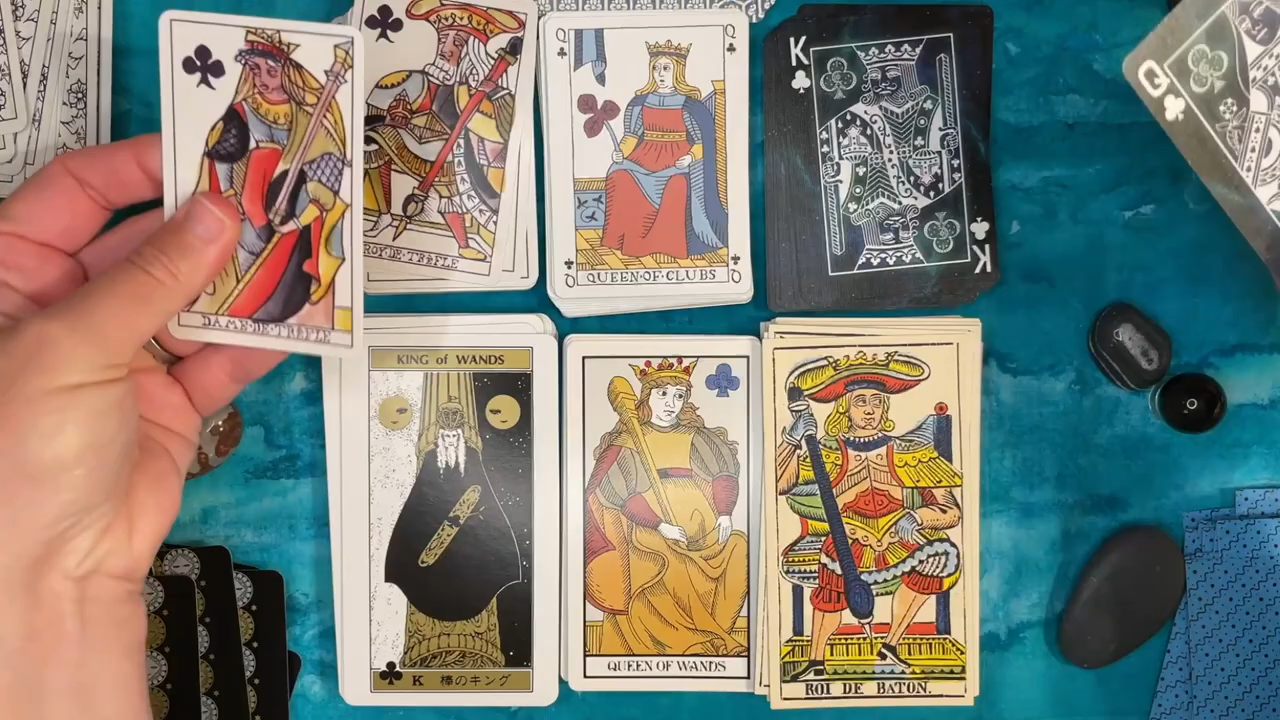 DAME·DE·TREFLE
ROY·DE·TREFLE
Q Q
QUEEN·OF·CLUBS
Q Q
K
K
Q
KING of WANDS
K 棒のキング
QUEEN OF WANDS
ROI DE BATON.